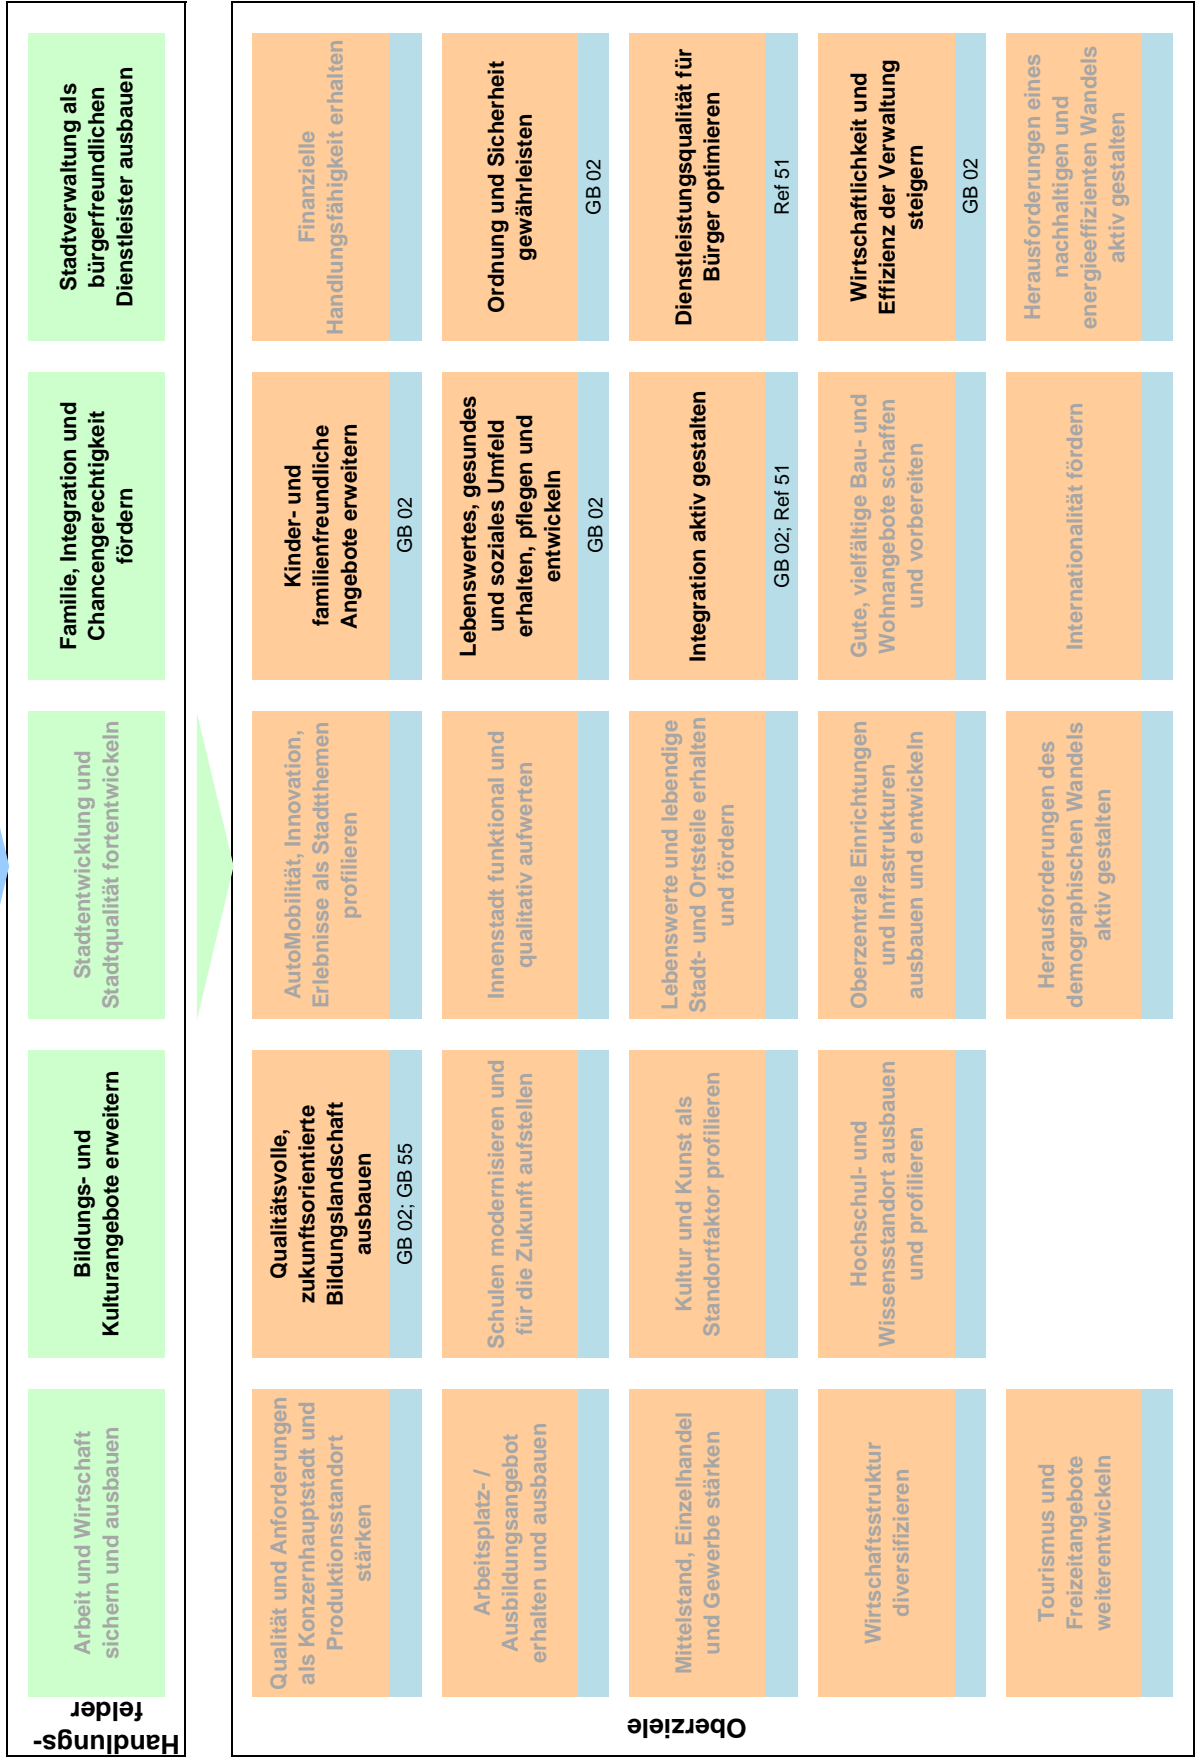 Handlungs-
felder
Arbeit und Wirtschaft
sichern und ausbauen
Bildungs- und
Kulturangebote erweitern
Stadtentwicklung und
Stadtqualität fortentwickeln
Familie, Integration und
Chancengerechtigkeit
fördern
Stadtverwaltung als
bürgerfreundlichen
Dienstleister ausbauen
Oberziele
Qualität und Anforderungen
als Konzernhauptstadt und
Produktionsstandort
stärken
Qualitätsvolle,
zukunftsorientierte
Bildungslandschaft
ausbauen
GB 02; GB 55
AutoMobilität, Innovation,
Erlebnisse als Stadtthemen
profilieren
Kinder- und
familienfreundliche
Angebote erweitern
GB 02
Finanzielle
Handlungsfähigkeit erhalten
Arbeitsplatz- /
Ausbildungsangebot
erhalten und ausbauen
Schulen modernisieren und
für die Zukunft aufstellen
Innenstadt funktional und
qualitativ aufwerten
Lebenswertes, gesundes
und soziales Umfeld
erhalten, pflegen und
entwickeln
GB 02
Ordnung und Sicherheit
gewährleisten
GB 02
Mittelstand, Einzelhandel
und Gewerbe stärken
Kultur und Kunst als
Standortfaktor profilieren
Lebenswerte und lebendige
Stadt- und Ortsteile erhalten
und fördern
Integration aktiv gestalten
GB 02; Ref 51
Dienstleistungsqualität für
Bürger optimieren
Ref 51
Wirtschaftsstruktur
diversifizieren
Hochschul- und
Wissensstandort ausbauen
und profilieren
Oberzentrale Einrichtungen
und Infrastrukturen
ausbauen und entwickeln
Gute, vielfältige Bau- und
Wohnangebote schaffen
und vorbereiten
Wirtschaftlichkeit und
Effizienz der Verwaltung
steigern
GB 02
Tourismus und
Freizeitangebote
weiterentwickeln
Herausforderungen des
demographischen Wandels
aktiv gestalten
Internationalität fördern
Herausforderungen eines
nachhaltigen und
energieeffizienten Wandels
aktiv gestalten